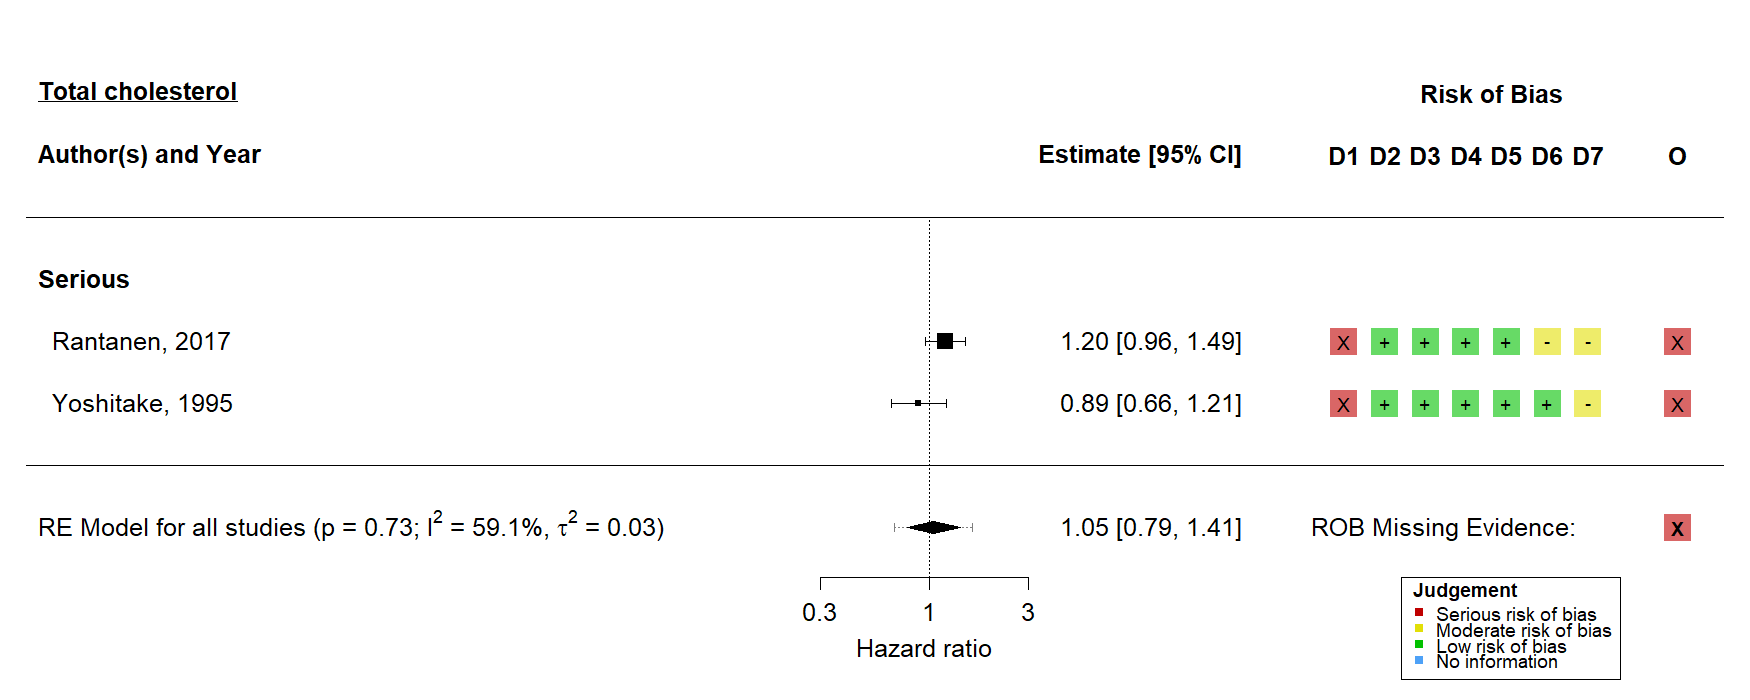 Total cholesterol
Risk of Bias
Author(s) and Year Estimate [95% CI] D1 D2 D3 D4 D5 D6 D7 O
Serious
Rantanen, 2017 1.20 [0.96, 1.49] X + + + + - - X
Yoshitake, 1995 0.89 [0.66, 1.21] X + + + + + - X
RE Model for all studies (p = 0.73; I² = 59.1%, τ² = 0.03) 1.05 [0.79, 1.41] ROB Missing Evidence: X
0.3 1 3
Hazard ratio
Judgement
Serious risk of bias
Moderate risk of bias
Low risk of bias
No information